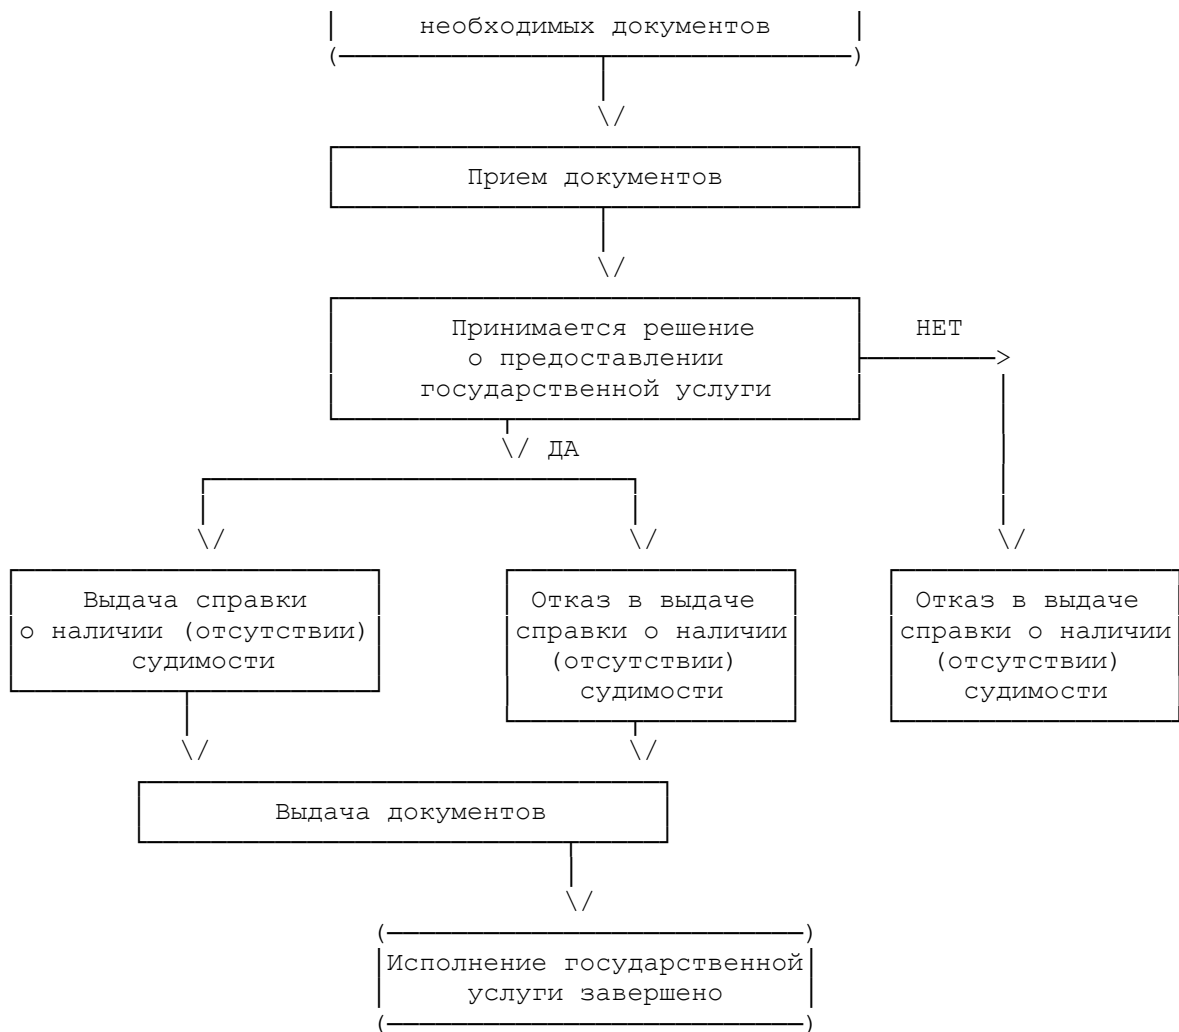 необходимых документов
Прием документов
Принимается решение
о предоставлении
государственной услуги
НЕТ
ДА
Выдача справки
о наличии (отсутствии)
судимости
Отказ в выдаче
справки о наличии
(отсутствии)
судимости
Отказ в выдаче
справки о наличии
(отсутствии)
судимости
Выдача документов
Исполнение государственной
услуги завершено